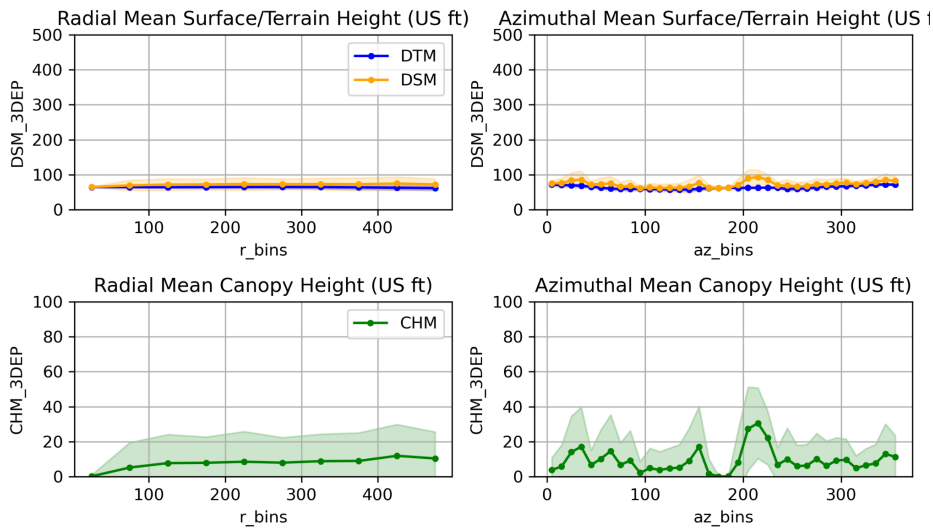 Radial Mean Surface/Terrain Height (US ft)
500
400
300
200
100
0
DSM_3DEP
DTM
DSM
100
200
300
400
r_bins
Azimuthal Mean Surface/Terrain Height (US f
500
400
300
200
100
0
DSM_3DEP
0
100
200
300
az_bins
Radial Mean Canopy Height (US ft)
100
80
60
40
20
0
CHM_3DEP
CHM
100
200
300
400
r_bins
Azimuthal Mean Canopy Height (US ft)
100
80
60
40
20
0
CHM_3DEP
0
100
200
300
az_bins